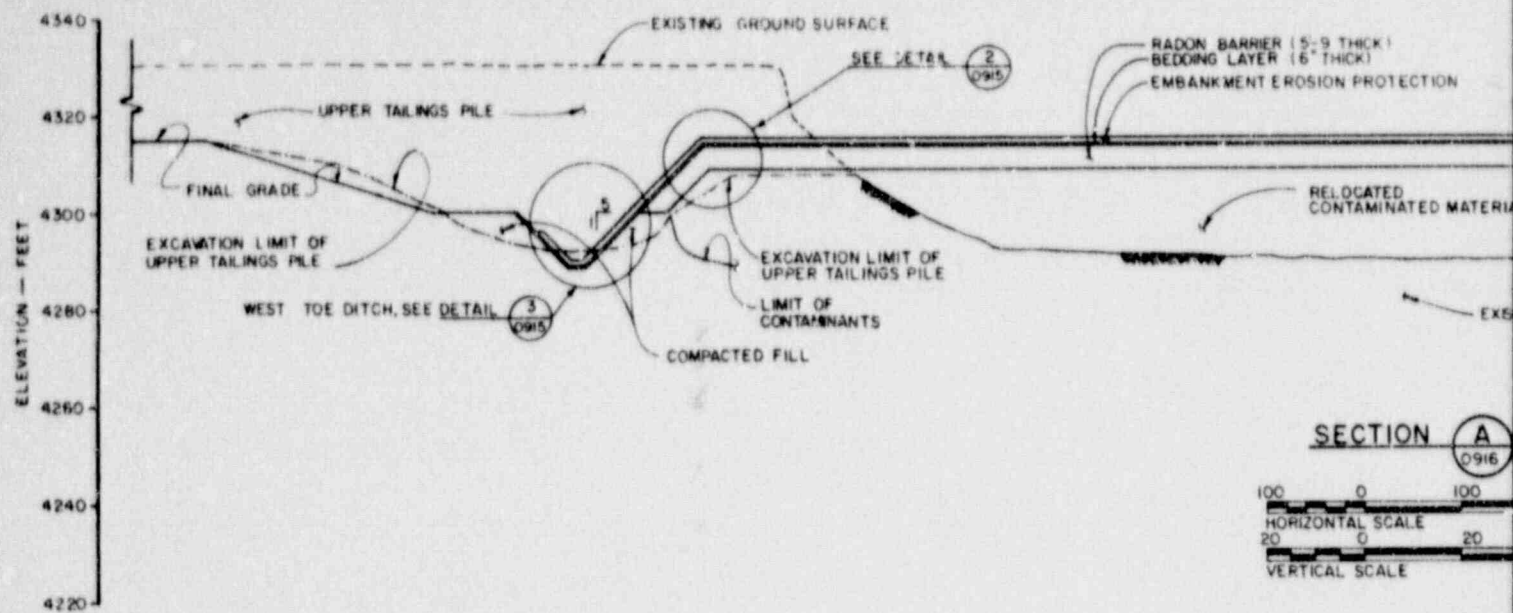 4340
4320
4300
4280
4260
4240
4220
ELEVATION — FEET
EXISTING GROUND SURFACE
SEE DETAIL 2
0915
RADON BARRIER (5'-9 THICK)
BEDDING LAYER (6" THICK)
EMBANKMENT EROSION PROTECTION
UPPER TAILINGS PILE
FINAL GRADE
EXCAVATION LIMIT OF
UPPER TAILINGS PILE
1
5
RELOCATED
CONTAMINATED MATERIA
EXCAVATION LIMIT OF
UPPER TAILINGS PILE
LIMIT OF
CONTAMINANTS
WEST TOE DITCH, SEE DETAIL 3
0915
COMPACTED FILL
EXIS
SECTION A
0916
100 0 100
HORIZONTAL SCALE
20 0 20
VERTICAL SCALE